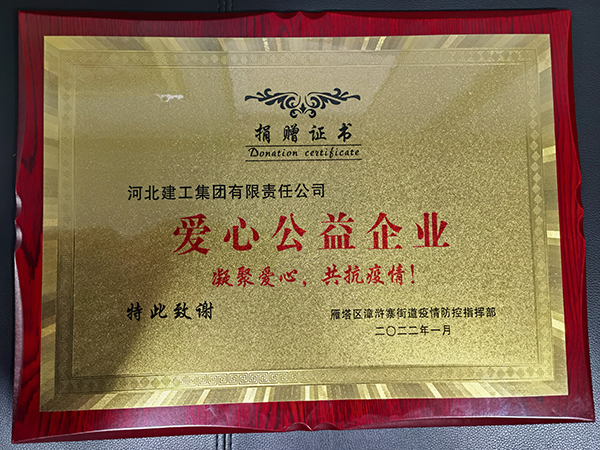 捐赠证书
Donation certificate
河北建工集团有限责任公司
爱心公益企业
凝聚爱心，共抗疫情！
特此致谢
雁塔区漳浒寨街道疫情防控指挥部
二〇二二年一月